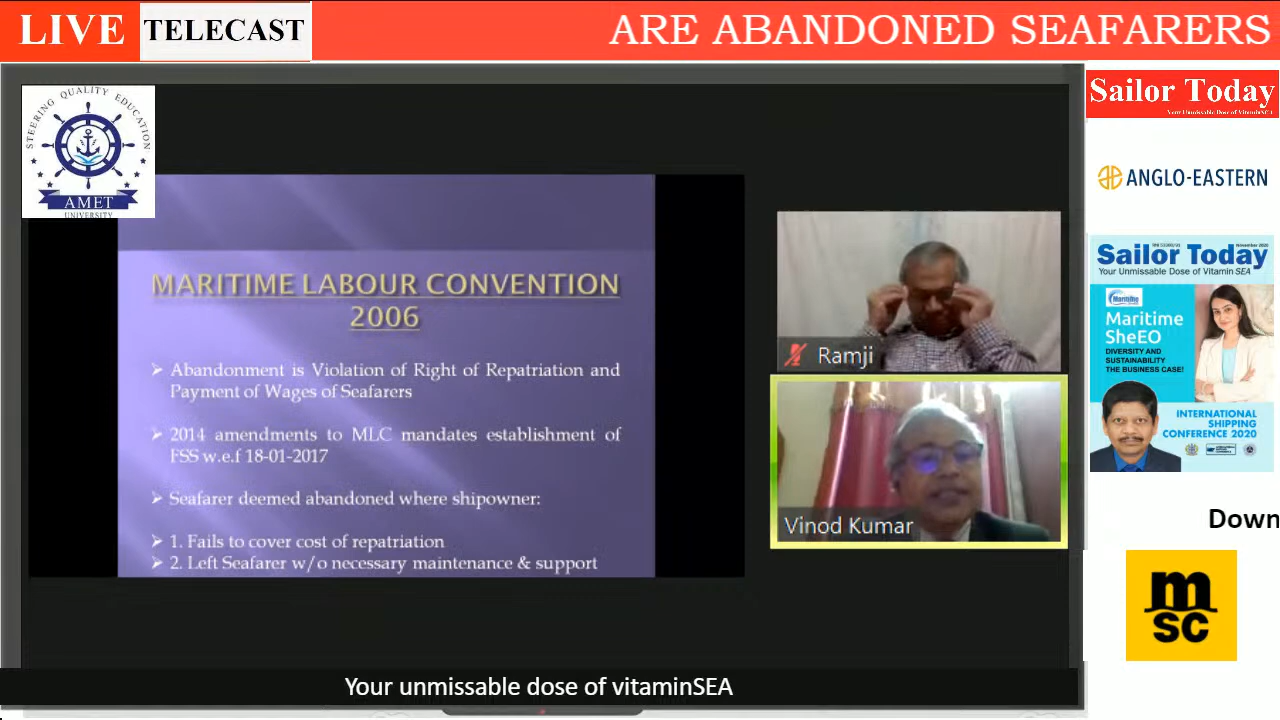 LIVE TELECAST
ARE ABANDONED SEAFARERS
STEERING QUALITY EDUCATION
AMET
UNIVERSITY
MARITIME LABOUR CONVENTION
2006
➢ Abandonment is Violation of Right of Repatriation and
Payment of Wages of Seafarers
➢ 2014 amendments to MLC mandates establishment of
FSS w.e.f 18-01-2017
➢ Seafarer deemed abandoned where shipowner:
➢ 1. Fails to cover cost of repatriation
➢ 2. Left Seafarer w/o necessary maintenance & support
Ramji
Vinod Kumar
Sailor Today
ANGLO-EASTERN
November 2020
Sailor Today
Your Unmissable Dose of Vitamin SEA
Maritime
SheEO
DIVERSITY AND
SUSTAINABILITY
THE BUSINESS CASE!
INTERNATIONAL
SHIPPING
CONFERENCE 2020
Down
m
sc
Your unmissable dose of vitaminSEA